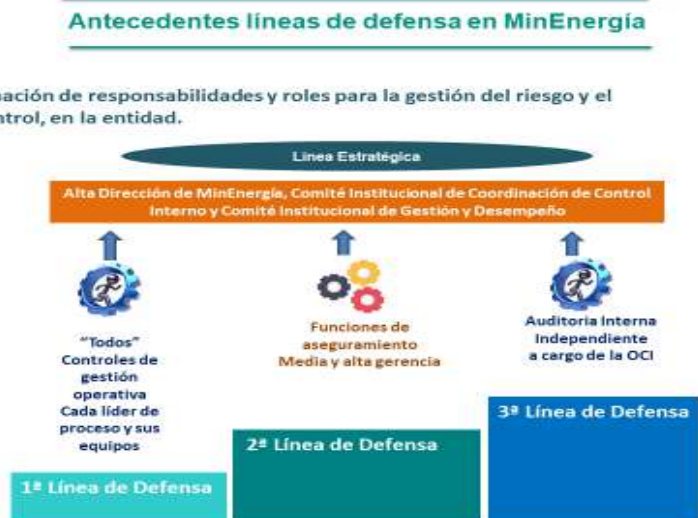 Antecedentes líneas de defensa en MinEnergía
nación de responsabilidades y roles para la gestión del riesgo y el
ntrol, en la entidad.
Linea Estratégica
Alta Dirección de MinEnergía, Comité Institucional de Coordinación de Control
Interno y Comité Institucional de Gestión y Desempeño
"Todos"
Controles de
gestión
operativa
Cada líder de
proceso y sus
equipos
Funciones de
aseguramiento
Media y alta gerencia
Auditoria Interna
Independiente
a cargo de la OCI
1ª Línea de Defensa
2ª Línea de Defensa
3ª Línea de Defensa